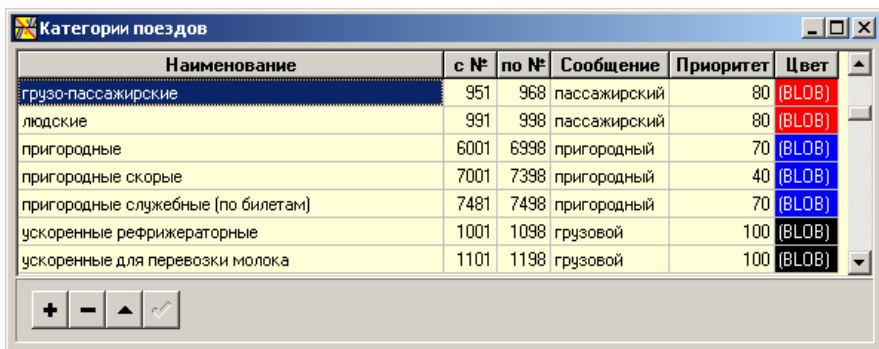 Категории поездов
Наименование с № по № Сообщение Приоритет Цвет
грузо-пассажирские 951 968 пассажирский 80 (BLOB)
людские 991 998 пассажирский 80 (BLOB)
пригородные 6001 6998 пригородный 70 (BLOB)
пригородные скорые 7001 7398 пригородный 40 (BLOB)
пригородные служебные (по билетам) 7481 7498 пригородный 70 (BLOB)
ускоренные рефрижераторные 1001 1098 грузовой 100 (BLOB)
ускоренные для перевозки молока 1101 1198 грузовой 100 (BLOB)